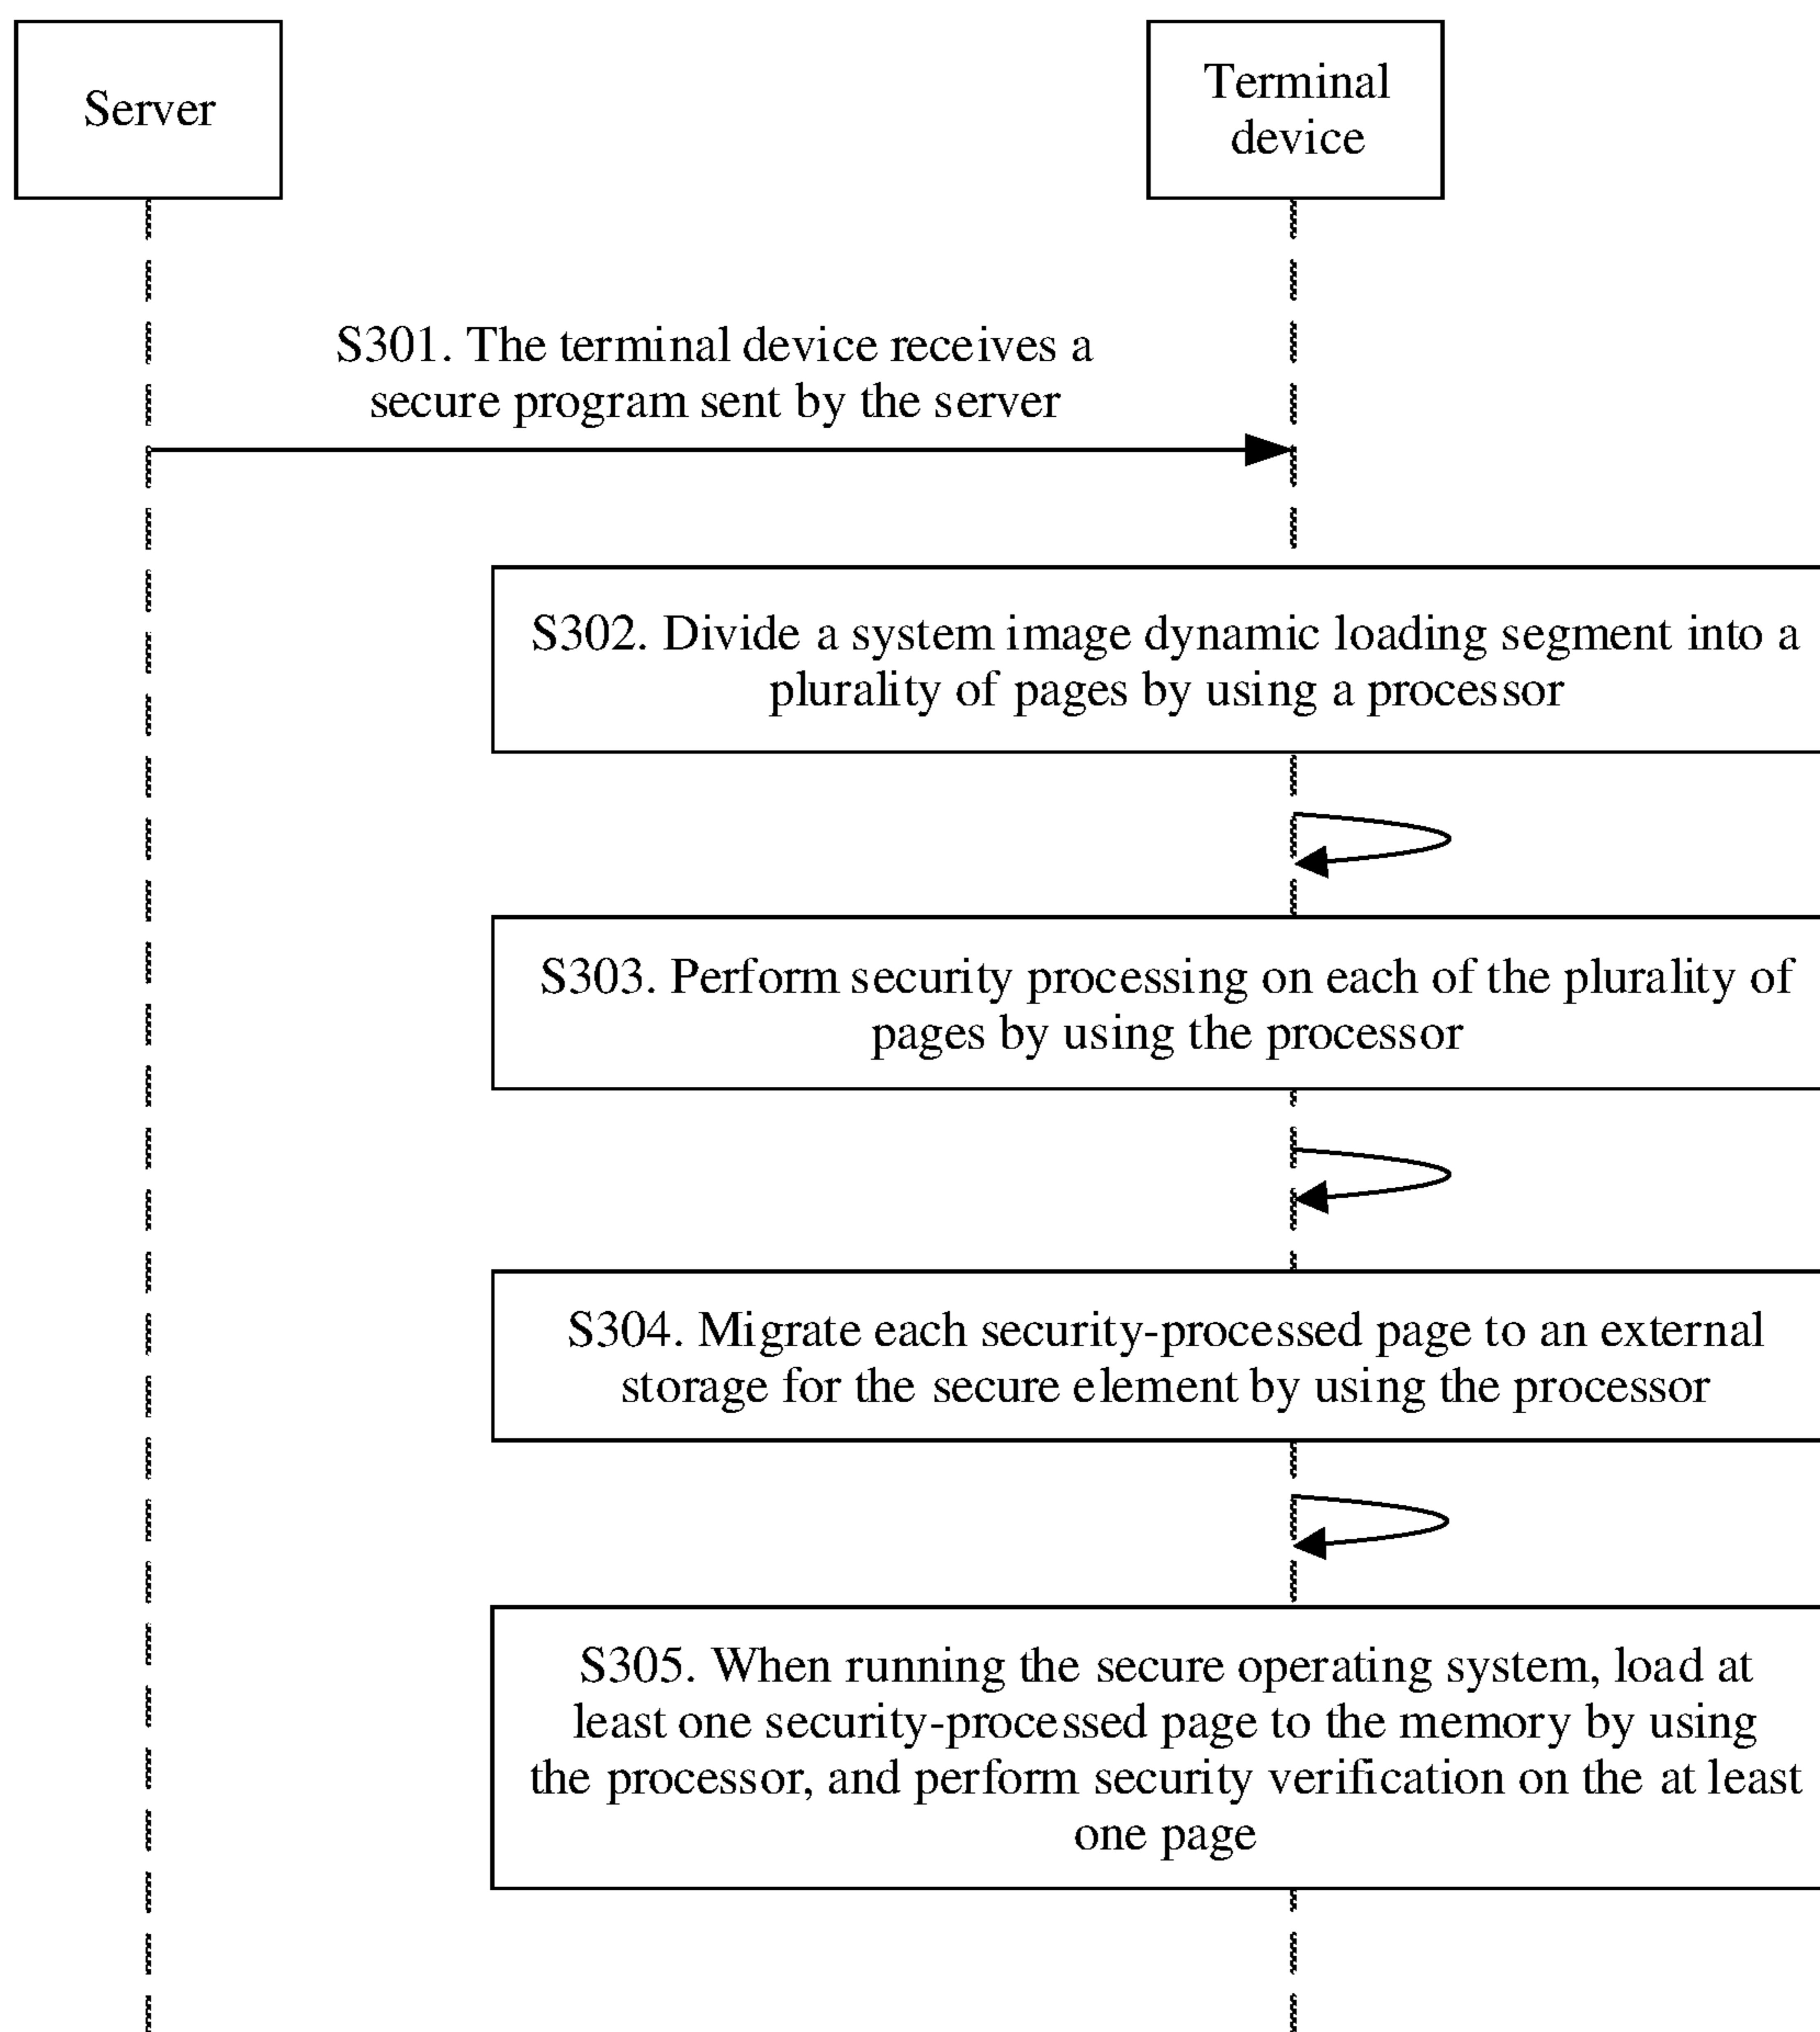 Server
Terminal
device
S301. The terminal device receives a
secure program sent by the server
S302. Divide a system image dynamic loading segment into a
plurality of pages by using a processor
S303. Perform security processing on each of the plurality of
pages by using the processor
S304. Migrate each security-processed page to an external
storage for the secure element by using the processor
S305. When running the secure operating system, load at
least one security-processed page to the memory by using
the processor, and perform security verification on the at least
one page